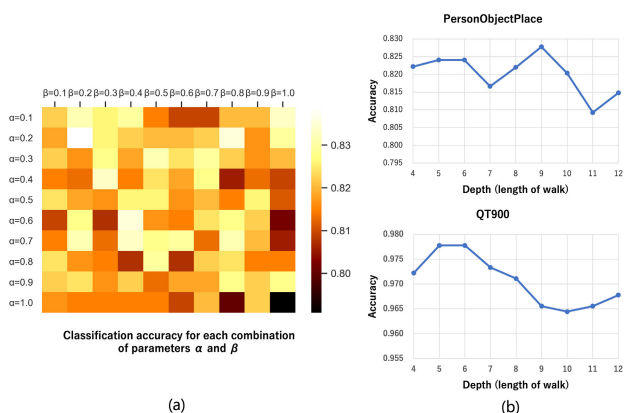 β=0.1 β=0.2 β=0.3 β=0.4 β=0.5 β=0.6 β=0.7 β=0.8 β=0.9 β=1.0
α=0.1
α=0.2
α=0.3
α=0.4
α=0.5
α=0.6
α=0.7
α=0.8
α=0.9
α=1.0
0.83
0.82
0.81
0.80
Classification accuracy for each combination
of parameters α and β
(a)
PersonObjectPlace
Accuracy
0.830
0.825
0.820
0.815
0.810
0.805
0.800
0.795
4 5 6 7 8 9 10 11 12
Depth (length of walk)
QT900
Accuracy
0.980
0.975
0.970
0.965
0.960
0.955
4 5 6 7 8 9 10 11 12
Depth (length of walk)
(b)